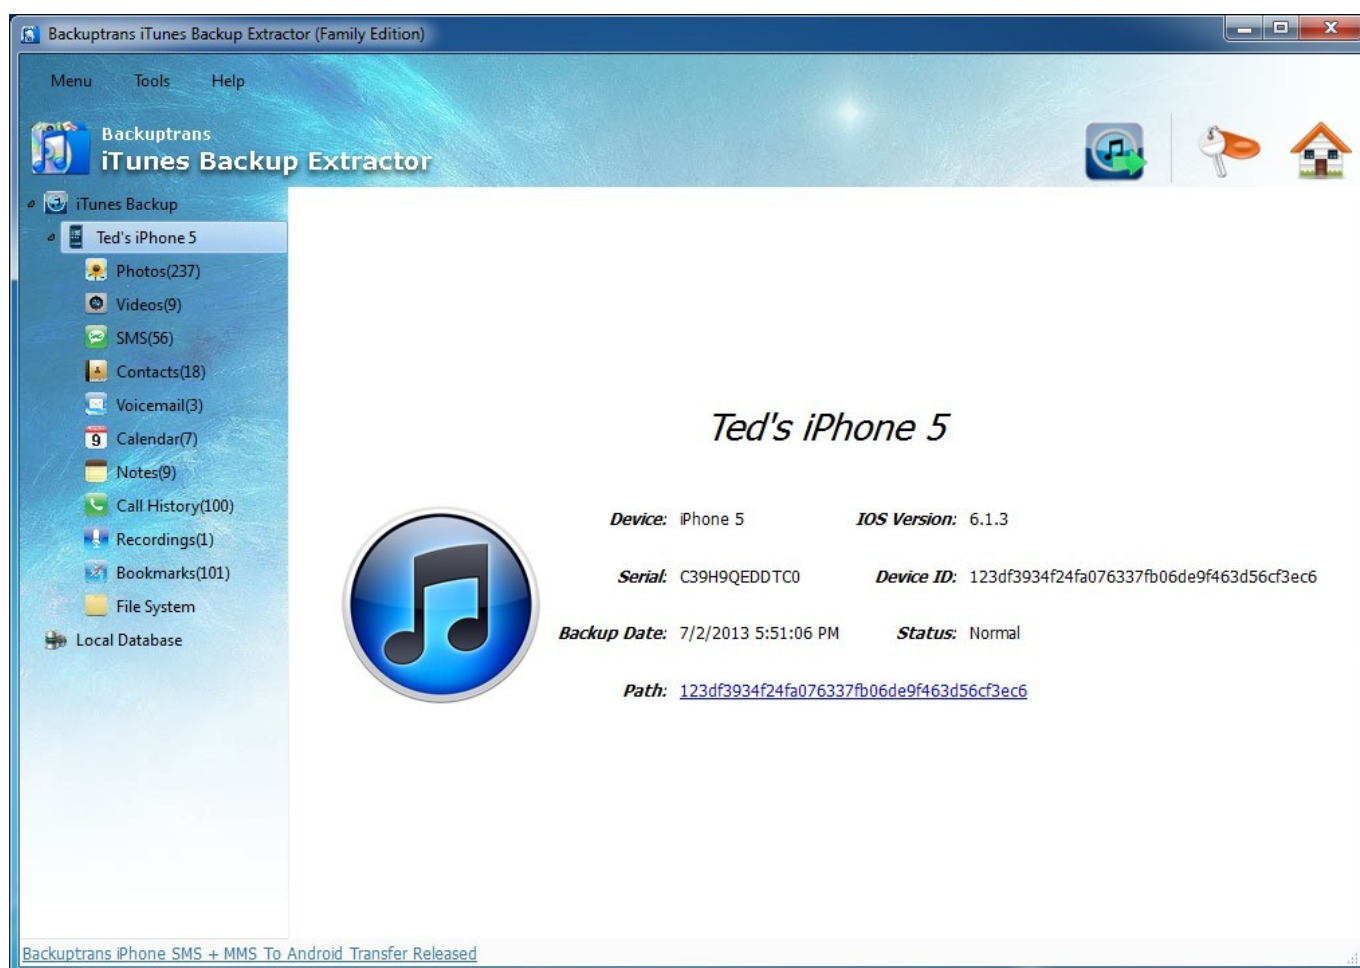 Backuptrans iTunes Backup Extractor (Family Edition)
Menu Tools Help
Backuptrans
iTunes Backup Extractor
iTunes Backup
Ted's iPhone 5
Photos(237)
Videos(9)
SMS(56)
Contacts(18)
Voicemail(3)
9 Calendar(7)
Notes(9)
Call History(100)
Recordings(1)
Bookmarks(101)
File System
Local Database
Ted's iPhone 5
Device: iPhone 5 IOS Version: 6.1.3
Serial: C39H9QEDDTC0 Device ID: 123df3934f24fa076337fb06de9f463d56cf3ec6
Backup Date: 7/2/2013 5:51:06 PM Status: Normal
Path: 123df3934f24fa076337fb06de9f463d56cf3ec6
Backuptrans iPhone SMS + MMS To Android Transfer Released